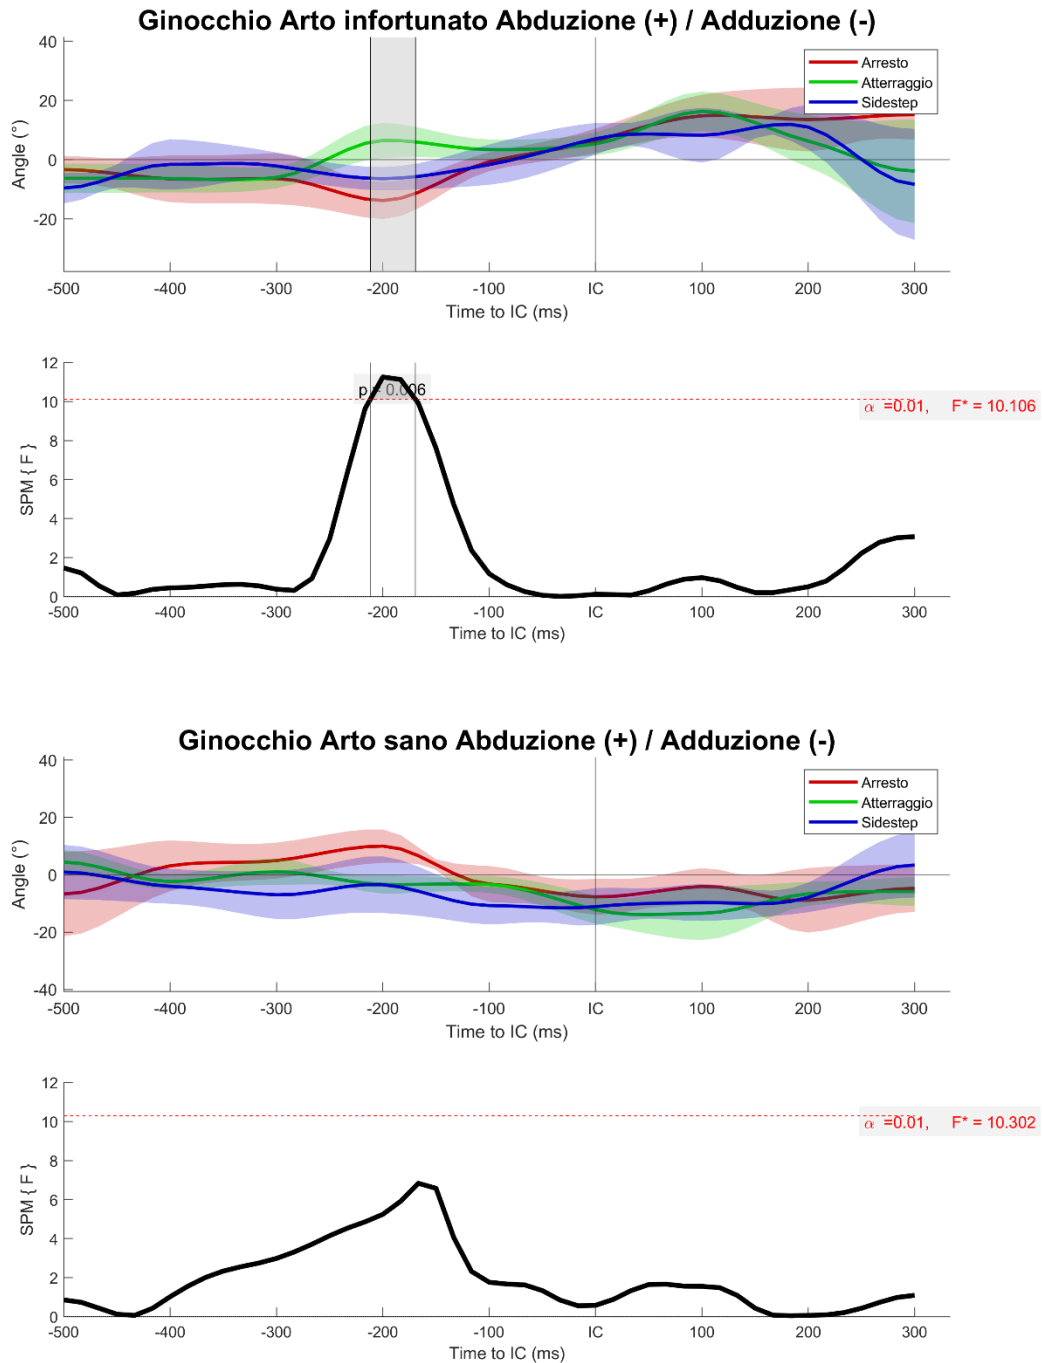 Ginocchio Arto infortunato Abduzione (+) / Adduzione (-)
40
20
0
-20
Angle (°)
Arresto
Atterraggio
Sidestep
-500 -400 -300 -200 -100 IC 100 200 300
Time to IC (ms)
12
10
8
6
4
2
0
SPM { F }
p = 0.006
α =0.01, F* = 10.106
-500 -400 -300 -200 -100 IC 100 200 300
Time to IC (ms)
Ginocchio Arto sano Abduzione (+) / Adduzione (-)
40
20
0
-20
-40
Angle (°)
Arresto
Atterraggio
Sidestep
-500 -400 -300 -200 -100 IC 100 200 300
Time to IC (ms)
12
10
8
6
4
2
0
SPM { F }
α =0.01, F* = 10.302
-500 -400 -300 -200 -100 IC 100 200 300
Time to IC (ms)